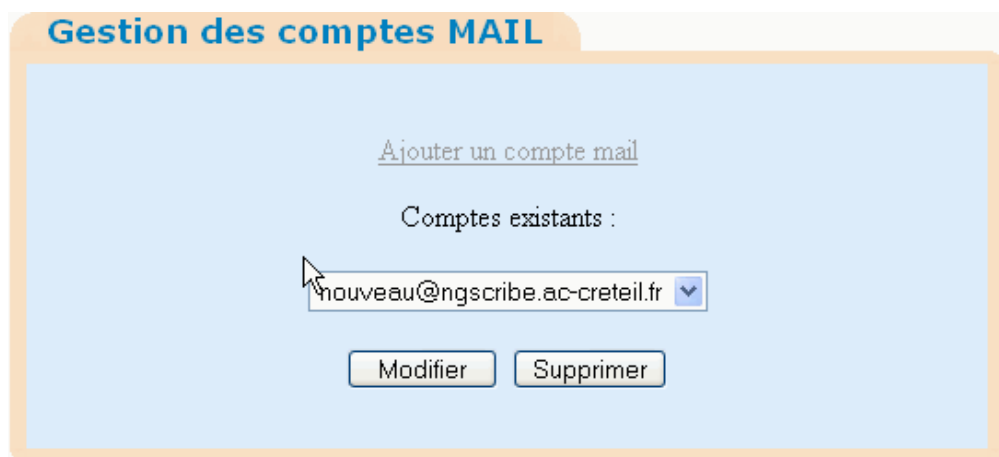 Gestion des comptes MAIL
Ajouter un compte mail
Comptes existants :
nouveau@ngscribe.ac-creteil.fr
Modifier Supprimer